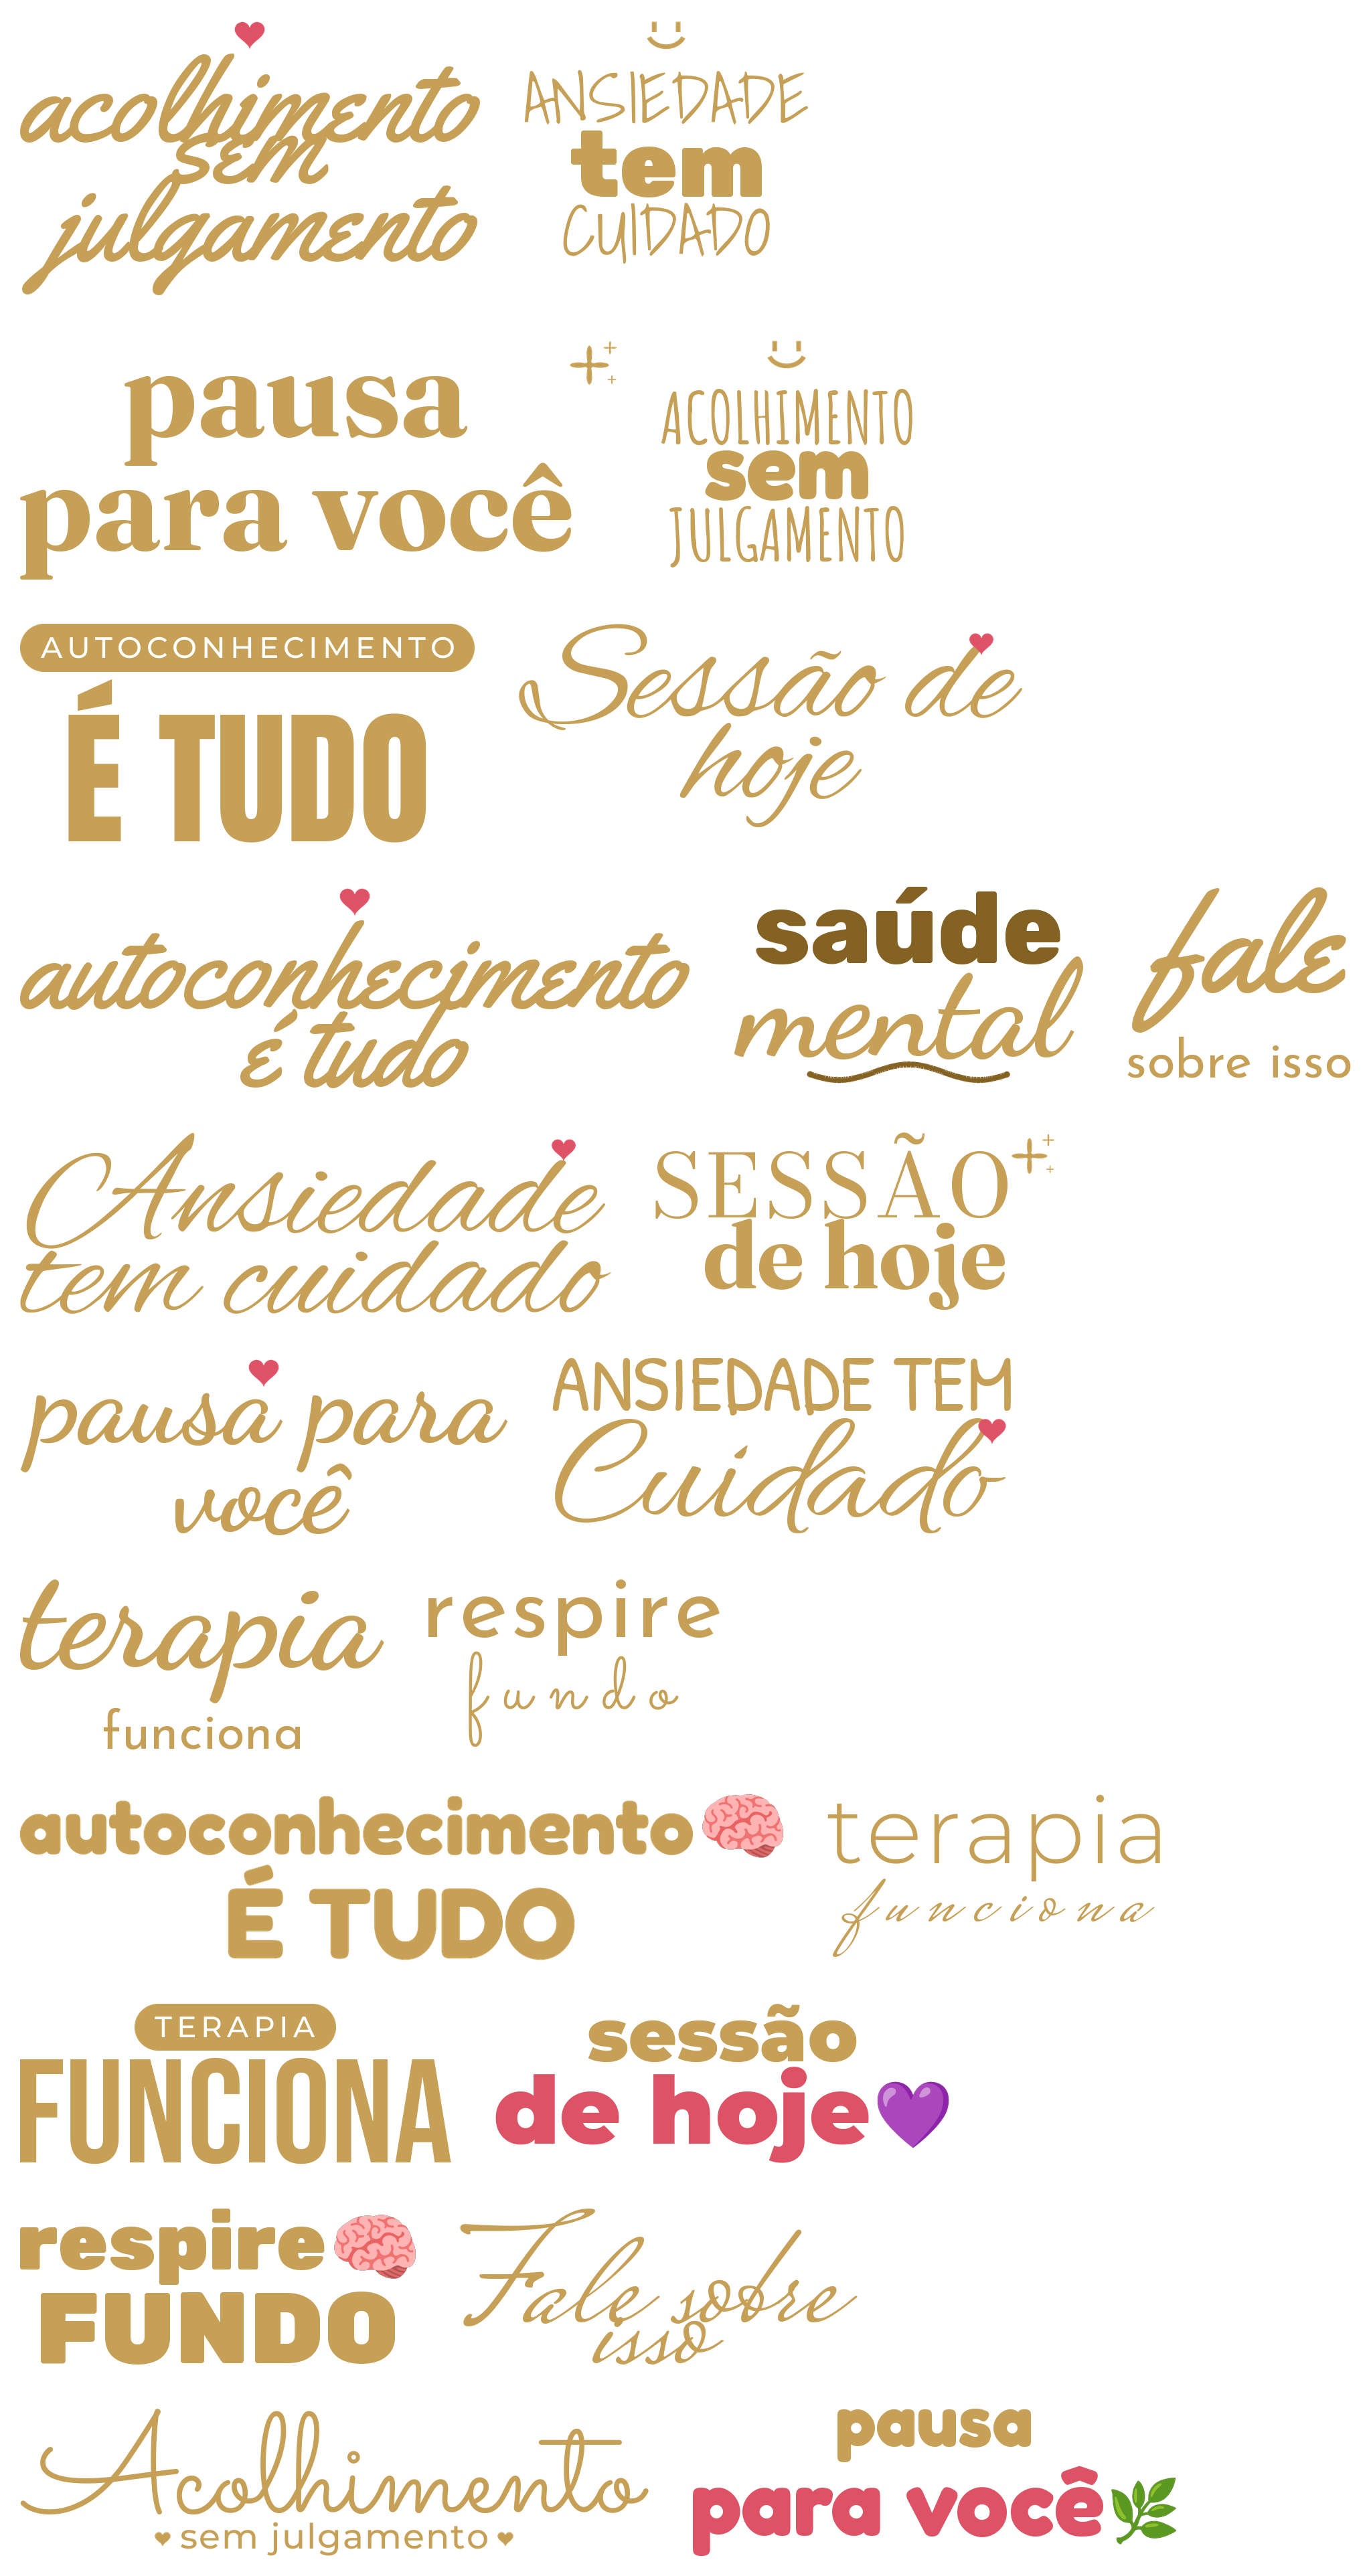 acolhimento
sem
julgamento
ANSIEDADE
tem
CUIDADO
pausa
para você
ACOLHIMENTO
sem
JULGAMENTO
AUTOCONHECIMENTO
É TUDO
Sessão de
hoje
autoconhecimento
é tudo
saúde
mental
fale
sobre isso
Ansiedade
tem cuidado
SESSÃO
de hoje
pausa para
você
ANSIEDADE TEM
Cuidado
terapia
funciona
respire
fundo
autoconhecimento
É TUDO
terapia
funciona
TERAPIA
FUNCIONA
sessão
de hoje
respire
FUNDO
Fale sobre
isso
Acolhimento
sem julgamento
pausa
para você